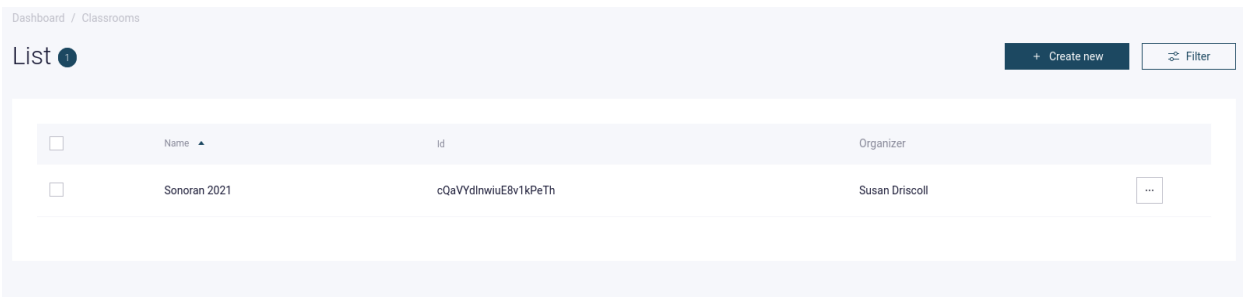 Dashboard / Classrooms
List 1
+ Create new
Filter
Name Id Organizer
Sonoran 2021 cQaVYdlnwiuE8v1kPeTh Susan Driscoll ...